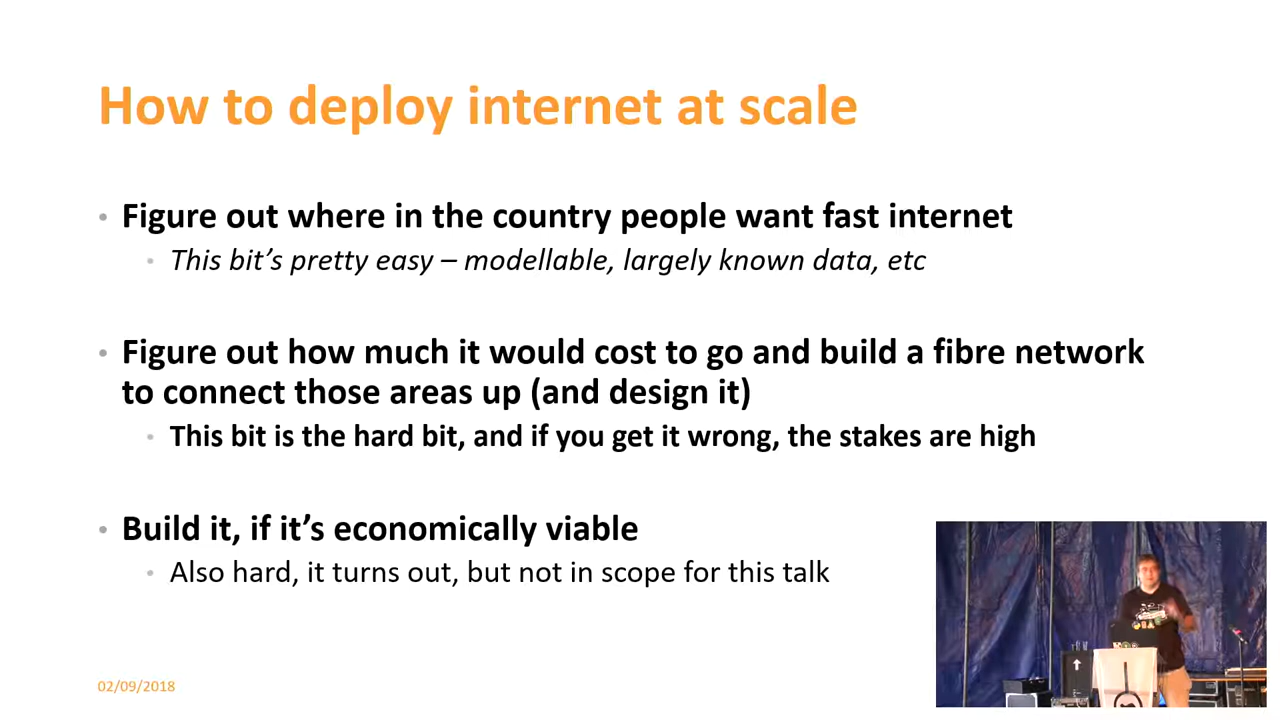 How to deploy internet at scale
• Figure out where in the country people want fast internet
• This bit’s pretty easy – modellable, largely known data, etc
• Figure out how much it would cost to go and build a fibre network
to connect those areas up (and design it)
• This bit is the hard bit, and if you get it wrong, the stakes are high
• Build it, if it’s economically viable
• Also hard, it turns out, but not in scope for this talk
02/09/2018